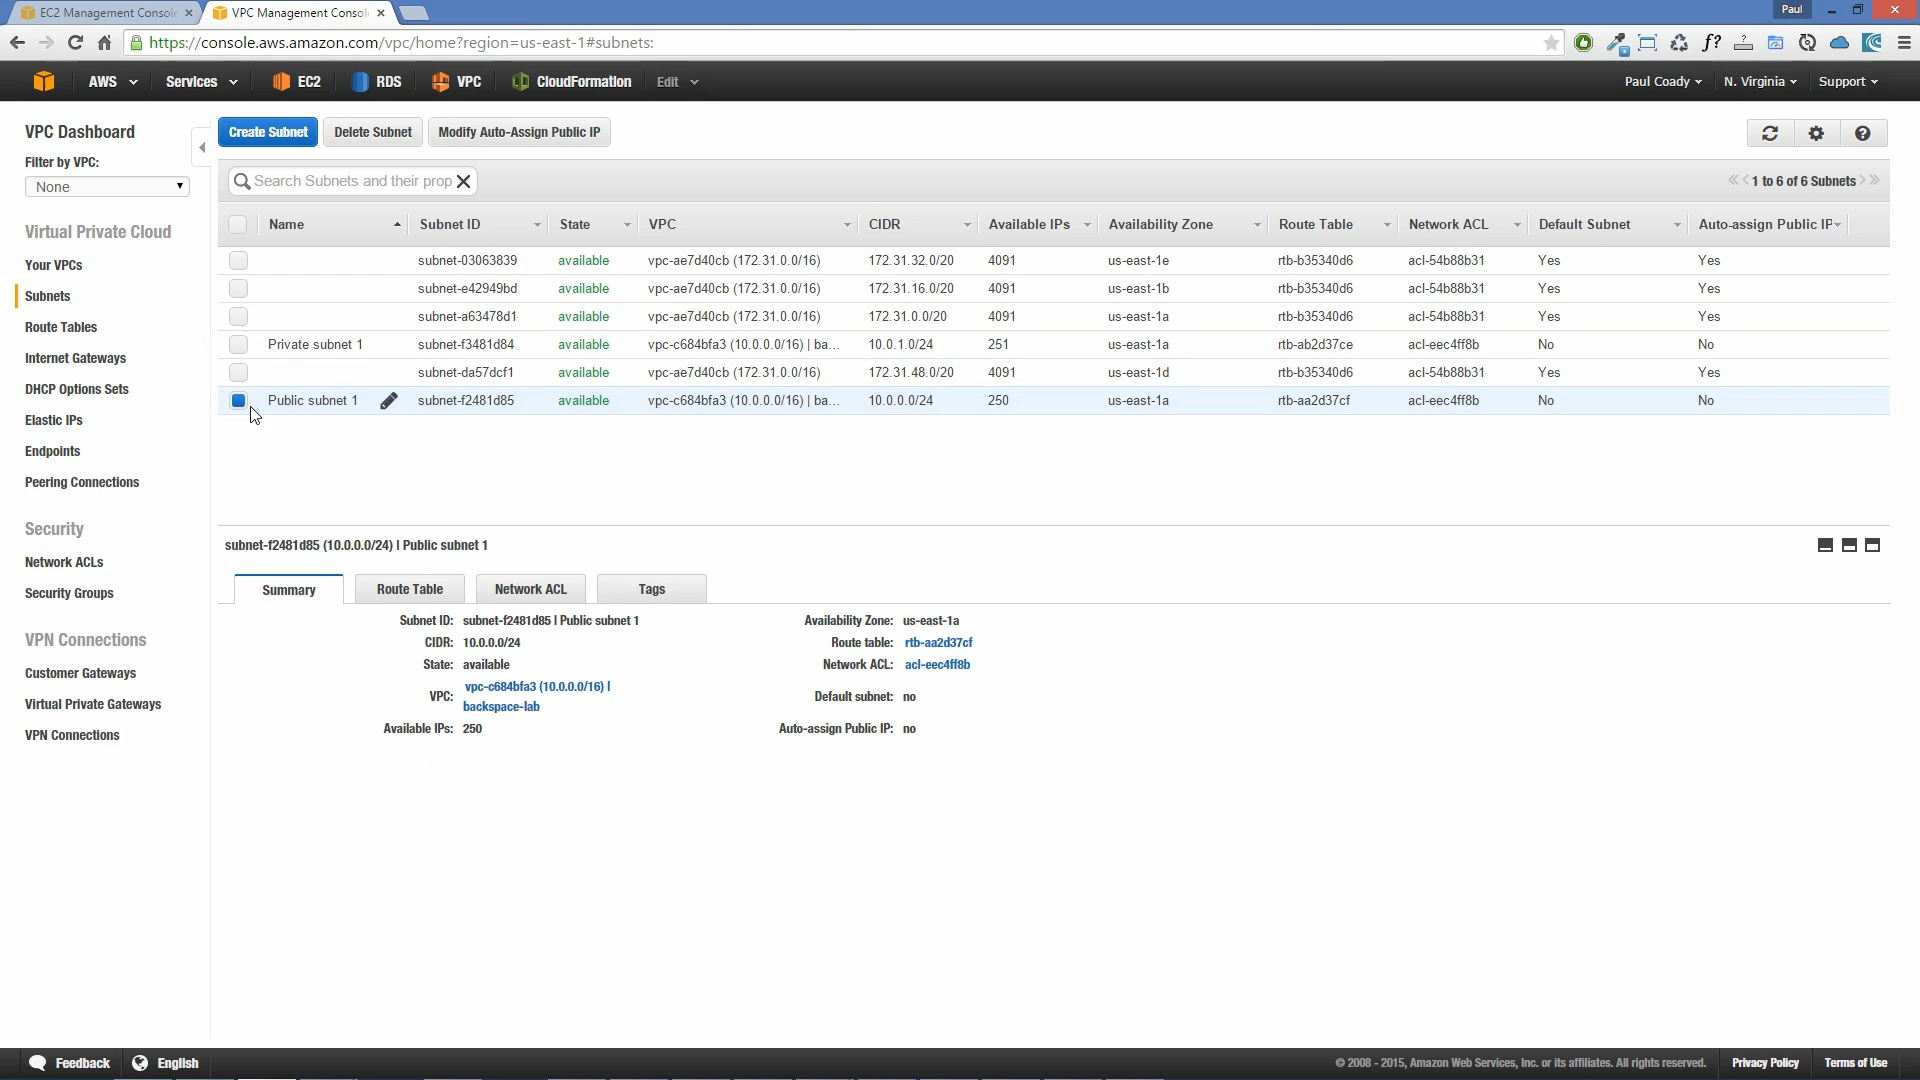 EC2 Management Consol
VPC Management Consol
Paul
https://console.aws.amazon.com/vpc/home?region=us-east-1#subnets:
AWS Services EC2 RDS VPC CloudFormation Edit Paul Coady N. Virginia Support
VPC Dashboard
Filter by VPC:
None
Virtual Private Cloud
Your VPCs
Subnets
Route Tables
Internet Gateways
DHCP Options Sets
Elastic IPs
Endpoints
Peering Connections
Security
Network ACLs
Security Groups
VPN Connections
Customer Gateways
Virtual Private Gateways
VPN Connections
Create Subnet Delete Subnet Modify Auto-Assign Public IP
Search Subnets and their prop
1 to 6 of 6 Subnets
Name Subnet ID State VPC CIDR Available IPs Availability Zone Route Table Network ACL Default Subnet Auto-assign Public IP
subnet-03063839 available vpc-ae7d40cb (172.31.0.0/16) 172.31.32.0/20 4091 us-east-1e rtb-b35340d6 acl-54b88b31 Yes Yes
subnet-e42949bd available vpc-ae7d40cb (172.31.0.0/16) 172.31.16.0/20 4091 us-east-1b rtb-b35340d6 acl-54b88b31 Yes Yes
subnet-a63478d1 available vpc-ae7d40cb (172.31.0.0/16) 172.31.0.0/20 4091 us-east-1a rtb-b35340d6 acl-54b88b31 Yes Yes
Private subnet 1 subnet-f3481d84 available vpc-c684bfa3 (10.0.0.0/16) | ba... 10.0.1.0/24 251 us-east-1a rtb-ab2d37ce acl-eec4ff8b No No
subnet-da57dcf1 available vpc-ae7d40cb (172.31.0.0/16) 172.31.48.0/20 4091 us-east-1d rtb-b35340d6 acl-54b88b31 Yes Yes
Public subnet 1 subnet-f2481d85 available vpc-c684bfa3 (10.0.0.0/16) | ba... 10.0.0.0/24 250 us-east-1a rtb-aa2d37cf acl-eec4ff8b No No
subnet-f2481d85 (10.0.0.0/24) | Public subnet 1
Summary Route Table Network ACL Tags
Subnet ID: subnet-f2481d85 | Public subnet 1 Availability Zone: us-east-1a
CIDR: 10.0.0.0/24 Route table: rtb-aa2d37cf
State: available Network ACL: acl-eec4ff8b
VPC: vpc-c684bfa3 (10.0.0.0/16) | Default subnet: no
backspace-lab
Available IPs: 250 Auto-assign Public IP: no
Feedback English © 2008 - 2015, Amazon Web Services, Inc. or its affiliates. All rights reserved. Privacy Policy Terms of Use